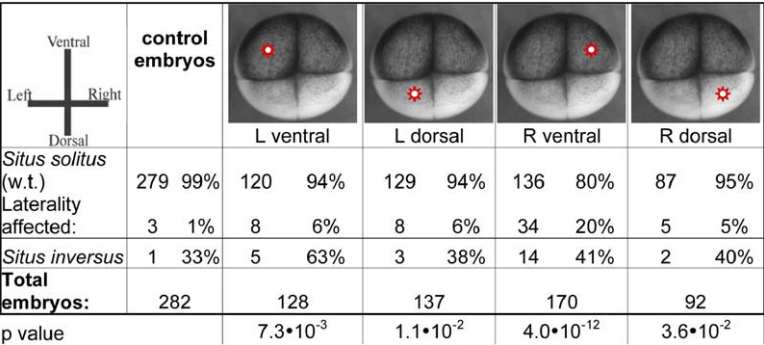 Ventral
Left Right
Dorsal
control
embryos
L ventral L dorsal R ventral R dorsal
Situs solitus
(w.t.) 279 99% 120 94% 129 94% 136 80% 87 95%
Laterality
affected: 3 1% 8 6% 8 6% 34 20% 5 5%
Situs inversus 1 33% 5 63% 3 38% 14 41% 2 40%
Total
embryos: 282 128 137 170 92
p value 7.3•10⁻³ 1.1•10⁻² 4.0•10⁻¹² 3.6•10⁻²